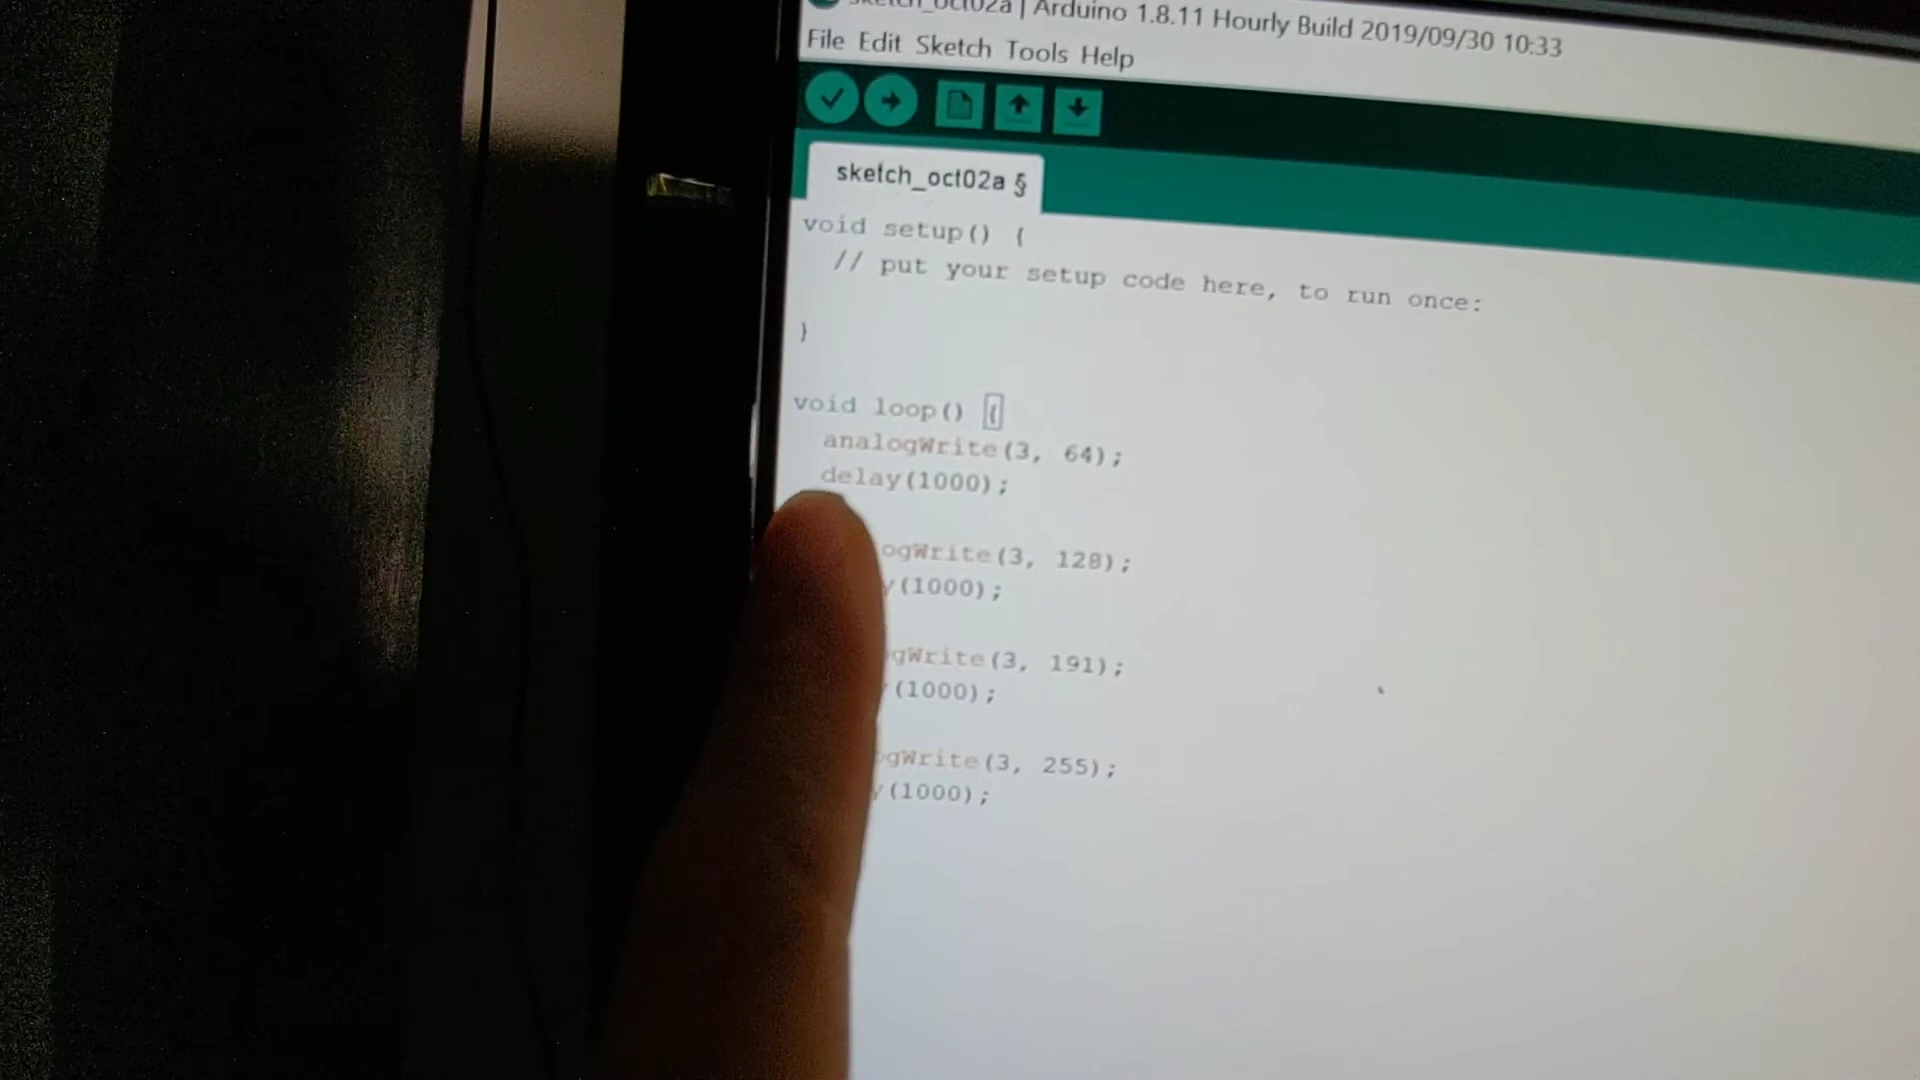 sketch_oct02a | Arduino 1.8.11 Hourly Build 2019/09/30 10:33
File Edit Sketch Tools Help
sketch_oct02a §
void setup() {
// put your setup code here, to run once:
}
void loop() {
analogWrite(3, 64);
delay(1000);
ogWrite(3, 128);
y(1000);
gWrite(3, 191);
(1000);
ogWrite(3, 255);
y(1000);